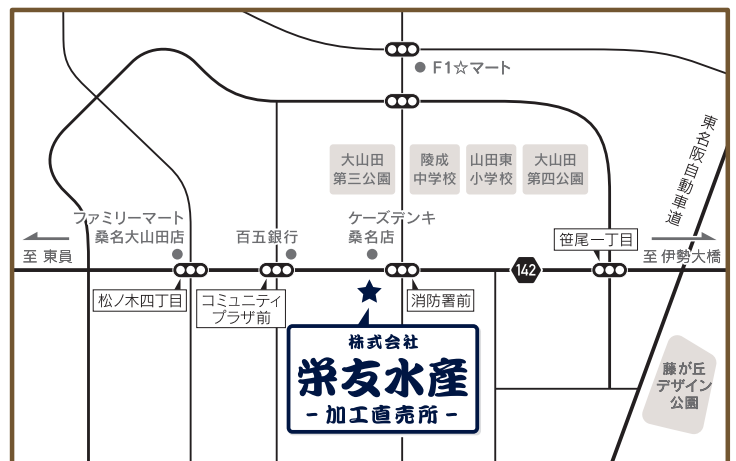 F1☆マート
東名阪自動車道
大山田
第三公園
陵成
中学校
山田東
小学校
大山田
第四公園
ファミリーマート
桑名大山田店
百五銀行
ケーズデンキ
桑名店
笹尾一丁目
至 東員
至 伊勢大橋
142
松ノ木四丁目
コミュニティ
プラザ前
消防署前
株式会社
栄友水産
-加工直売所-
藤が丘
デザイン
公園